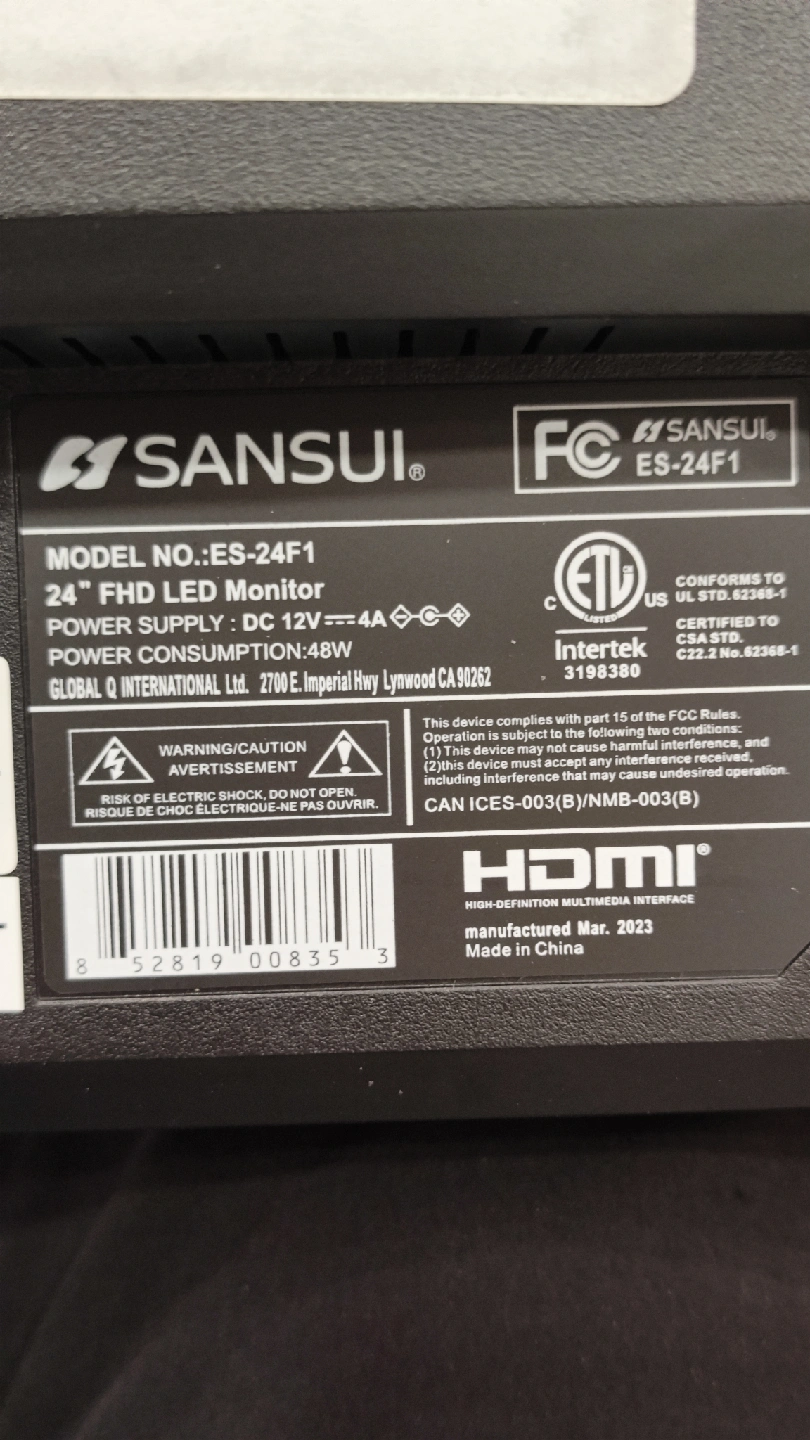 SANSUI®
FC SANSUI®
ES-24F1
MODEL NO.:ES-24F1
24" FHD LED Monitor
POWER SUPPLY : DC 12V⎓4A
POWER CONSUMPTION:48W
GLOBAL Q INTERNATIONAL Ltd. 2700 E. Imperial Hwy Lynwood CA 90262
ETL
LISTED
C US
Intertek
3198380
CONFORMS TO
UL STD.62368-1
CERTIFIED TO
CSA STD.
C22.2 No.62368-1
WARNING/CAUTION
AVERTISSEMENT
RISK OF ELECTRIC SHOCK, DO NOT OPEN.
RISQUE DE CHOC ÉLECTRIQUE-NE PAS OUVRIR.
This device complies with part 15 of the FCC Rules.
Operation is subject to the following two conditions:
(1) This device may not cause harmful interference, and
(2)this device must accept any interference received,
including interference that may cause undesired operation.
CAN ICES-003(B)/NMB-003(B)
8 52819 00835 3
HDMI®
HIGH-DEFINITION MULTIMEDIA INTERFACE
manufactured Mar. 2023
Made in China